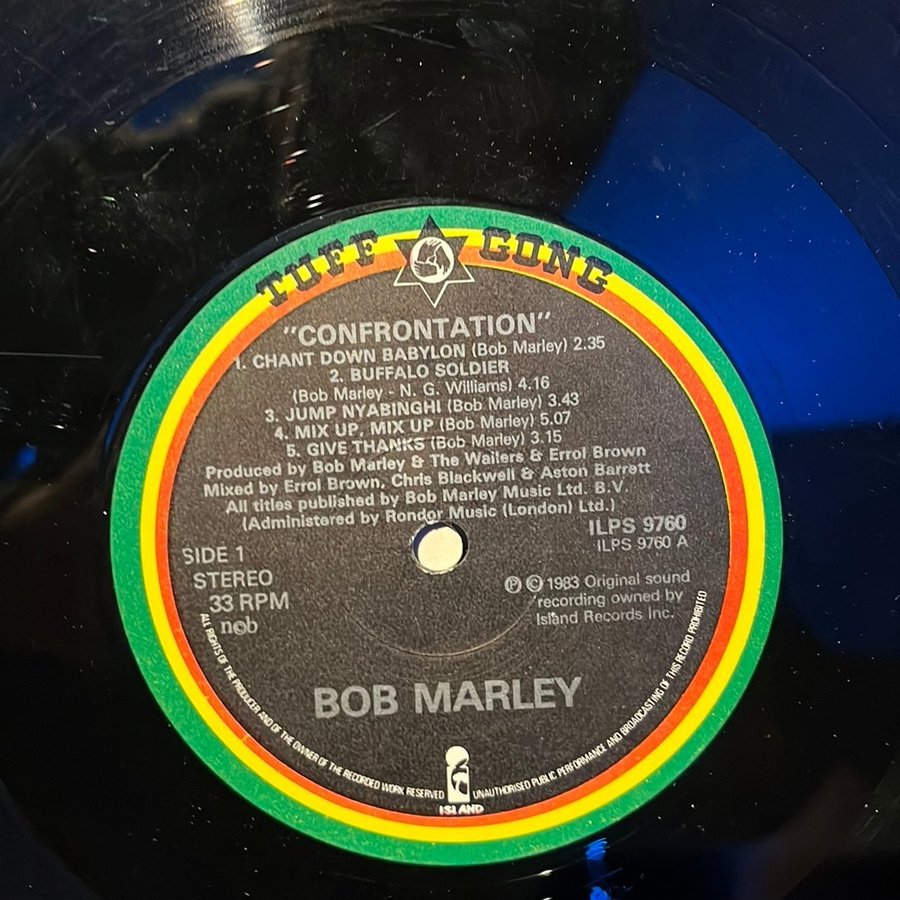 TUFF GONG
"CONFRONTATION"
1. CHANT DOWN BABYLON (Bob Marley) 2.35
2. BUFFALO SOLDIER
(Bob Marley - N. G. Williams) 4.16
3. JUMP NYABINGHI (Bob Marley) 3.43
4. MIX UP, MIX UP (Bob Marley) 5.07
5. GIVE THANKS (Bob Marley) 3.15
Produced by Bob Marley & The Wailers & Errol Brown
Mixed by Errol Brown, Chris Blackwell & Aston Barrett
All titles published by Bob Marley Music Ltd. B.V.
(Administered by Rondor Music (London) Ltd.)
ILPS 9760
ILPS 9760 A
SIDE 1
STEREO
33 RPM
ncb
℗ © 1983 Original sound
recording owned by
Island Records Inc.
BOB MARLEY
ALL RIGHTS OF THE PRODUCER AND OF THE OWNER OF THE RECORDED WORK RESERVED
UNAUTHORISED PUBLIC PERFORMANCE AND BROADCASTING OF THIS RECORD PROHIBITED
ISLAND